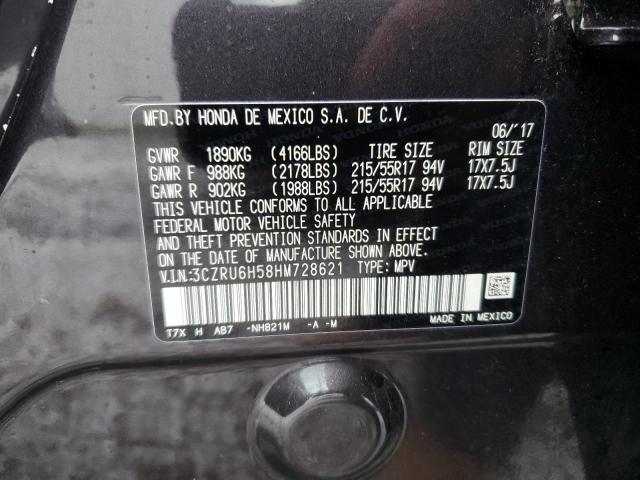 MFD.BY HONDA DE MEXICO S.A. DE C.V.
06/'17
GVWR 1890KG (4166LBS) TIRE SIZE RIM SIZE
GAWR F 988KG (2178LBS) 215/55R17 94V 17X7.5J
GAWR R 902KG (1988LBS) 215/55R17 94V 17X7.5J
THIS VEHICLE CONFORMS TO ALL APPLICABLE
FEDERAL MOTOR VEHICLE SAFETY
AND THEFT PREVENTION STANDARDS IN EFFECT
ON THE DATE OF MANUFACTURE SHOWN ABOVE.
V.I.N.:3CZRU6H58HM728621 TYPE: MPV
T7X H AB7 -NH821M -A -M MADE IN MEXICO